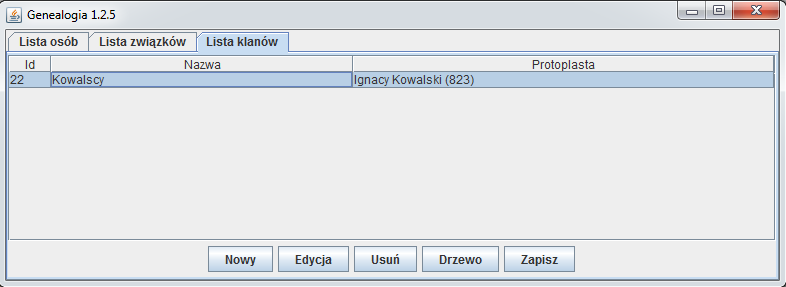 Genealogia 1.2.5
Lista osób Lista związków Lista klanów
Id Nazwa Protoplasta
22 Kowalscy Ignacy Kowalski (823)
Nowy Edycja Usuń Drzewo Zapisz